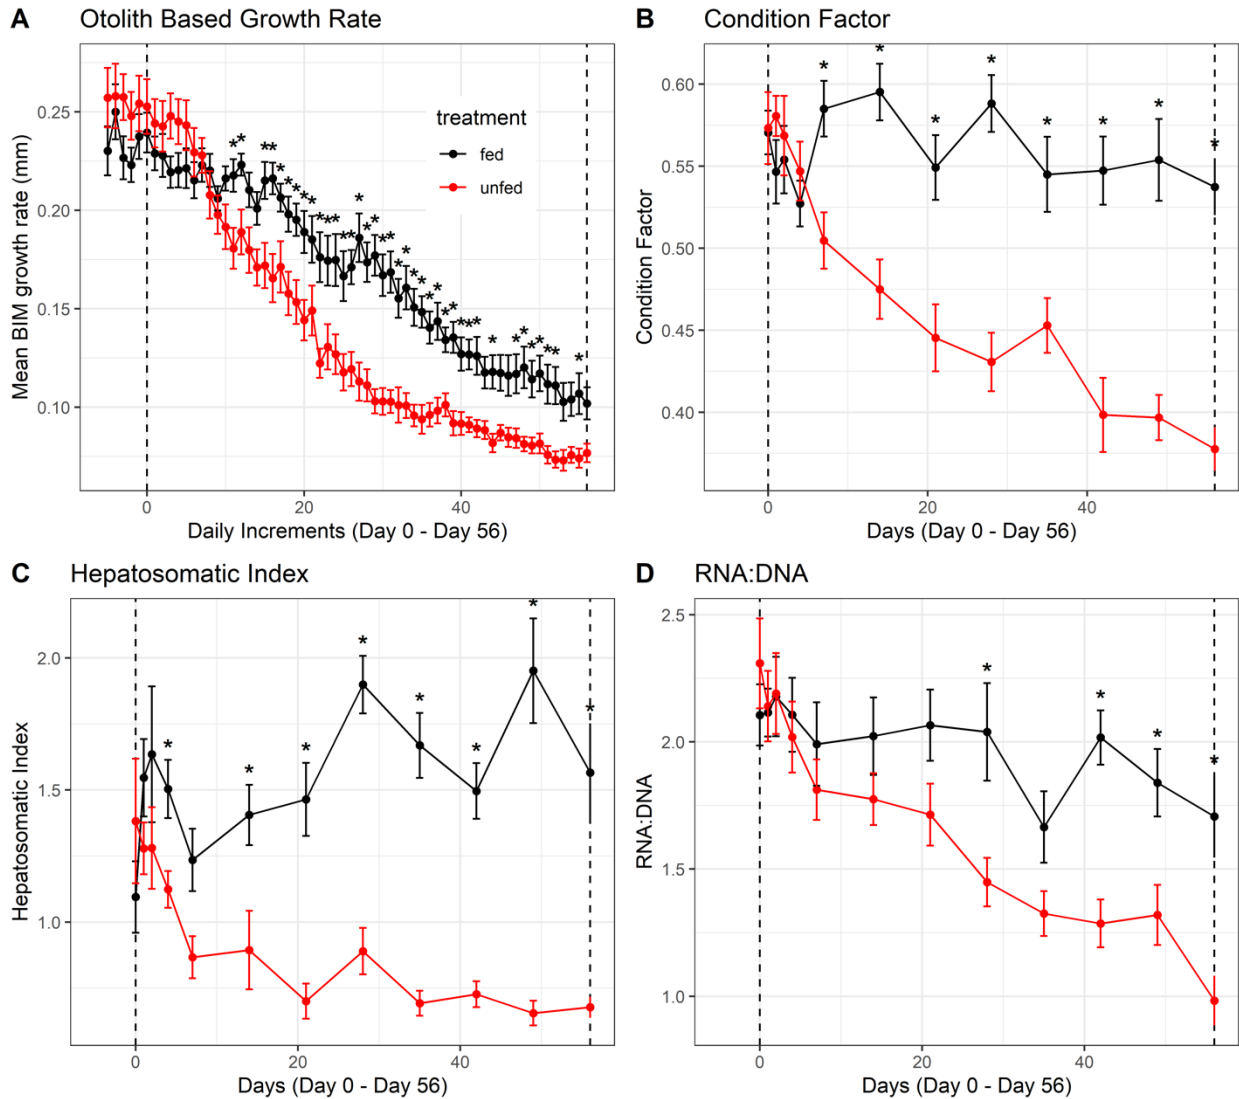 A Otolith Based Growth Rate
Mean BIM growth rate (mm)
0.25
0.20
0.15
0.10
treatment
fed
unfed
* * ** * * * * * * * * ** * * * * * * * * * * * * * * * * * * * * * * *
0 20 40
Daily Increments (Day 0 - Day 56)
B Condition Factor
Condition Factor
0.60
0.55
0.50
0.45
0.40
* * * * * * * *
0 20 40
Days (Day 0 - Day 56)
C Hepatosomatic Index
Hepatosomatic Index
2.0
1.5
1.0
* * * * * * * *
0 20 40
Days (Day 0 - Day 56)
D RNA:DNA
RNA:DNA
2.5
2.0
1.5
1.0
* * * *
0 20 40
Days (Day 0 - Day 56)